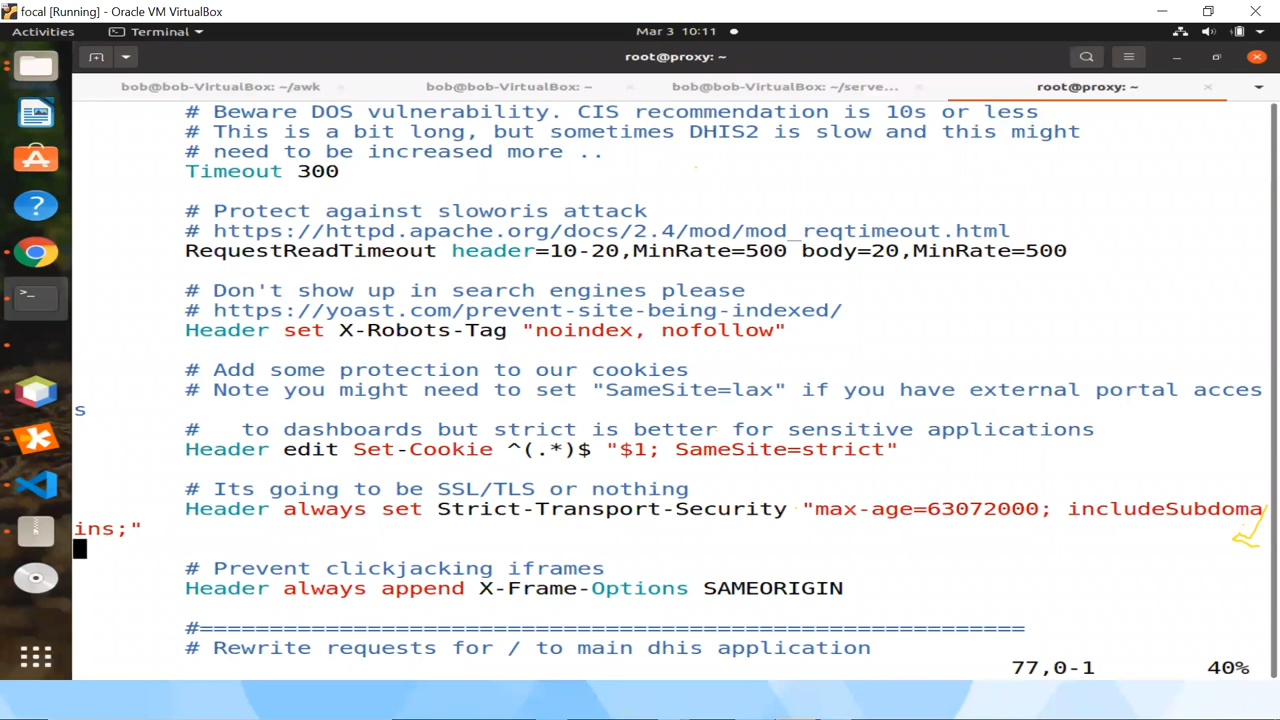 focal [Running] - Oracle VM VirtualBox
Activities
Terminal
Mar 3 10:11
root@proxy: ~
bob@bob-VirtualBox: ~/awk
bob@bob-VirtualBox: ~
bob@bob-VirtualBox: ~/serve...
root@proxy: ~
# Beware DOS vulnerability. CIS recommendation is 10s or less
# This is a bit long, but sometimes DHIS2 is slow and this might
# need to be increased more ..
Timeout 300
# Protect against sloworis attack
# https://httpd.apache.org/docs/2.4/mod/mod_reqtimeout.html
RequestReadTimeout header=10-20,MinRate=500 body=20,MinRate=500
# Don't show up in search engines please
# https://yoast.com/prevent-site-being-indexed/
Header set X-Robots-Tag "noindex, nofollow"
# Add some protection to our cookies
# Note you might need to set "SameSite=lax" if you have external portal acces
s
# to dashboards but strict is better for sensitive applications
Header edit Set-Cookie ^(.*)$ "$1; SameSite=strict"
# Its going to be SSL/TLS or nothing
Header always set Strict-Transport-Security "max-age=63072000; includeSubdoma
ins;"
# Prevent clickjacking iframes
Header always append X-Frame-Options SAMEORIGIN
#===========================================================
# Rewrite requests for / to main dhis application
77,0-1 40%